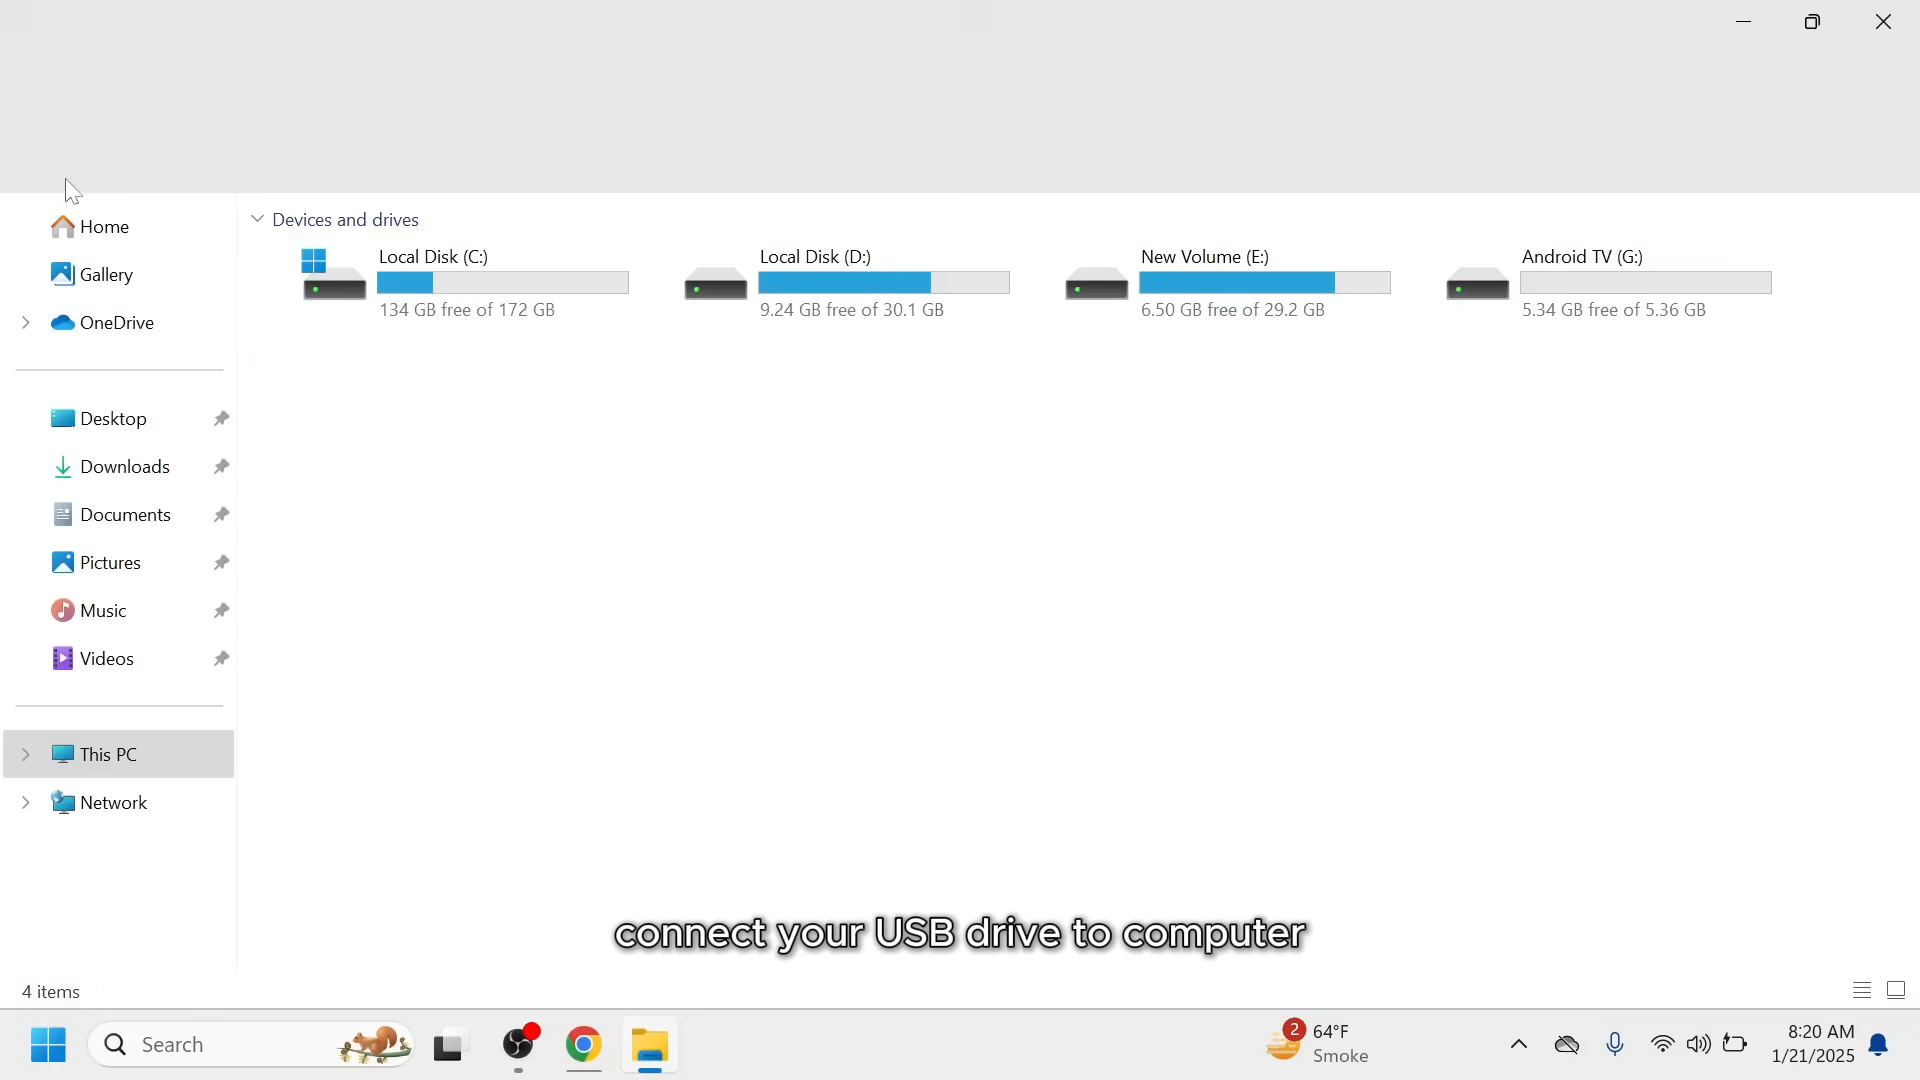 Home
Gallery
OneDrive
Desktop
Downloads
Documents
Pictures
Music
Videos
This PC
Network
Devices and drives
Local Disk (C:)
134 GB free of 172 GB
Local Disk (D:)
9.24 GB free of 30.1 GB
New Volume (E:)
6.50 GB free of 29.2 GB
Android TV (G:)
5.34 GB free of 5.36 GB
connect your USB drive to computer
4 items
Search
2
64°F
Smoke
8:20 AM
1/21/2025